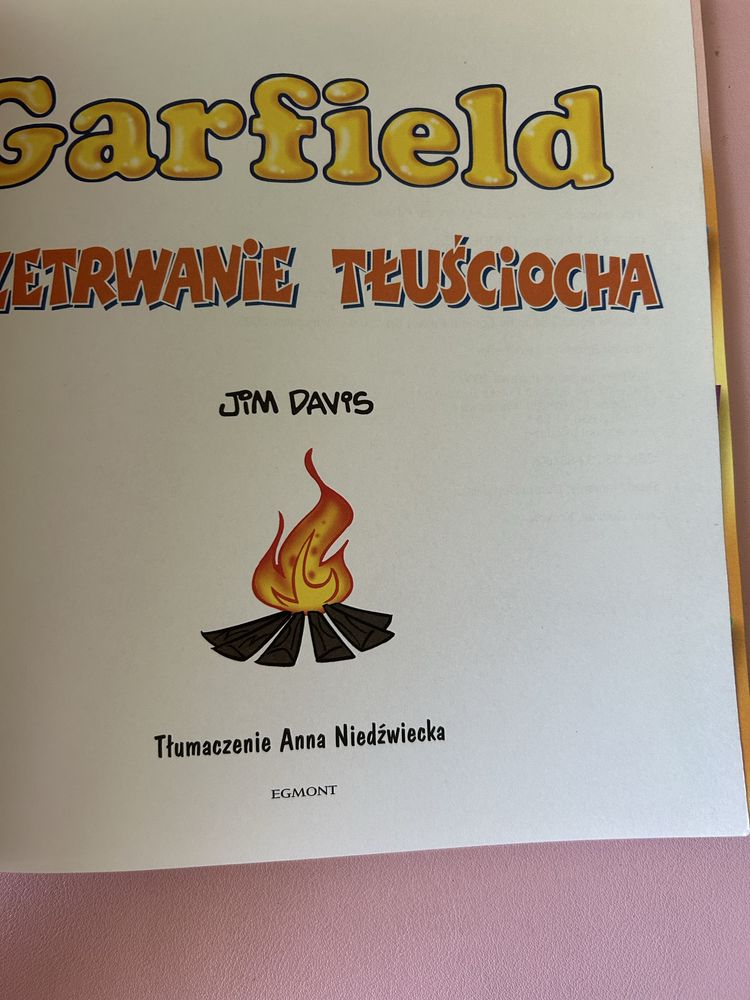 Garfield
ZETRWANiE TŁUŚCiOCHA
JiM DAViS
Tłumaczenie Anna Niedźwiecka
EGMONT